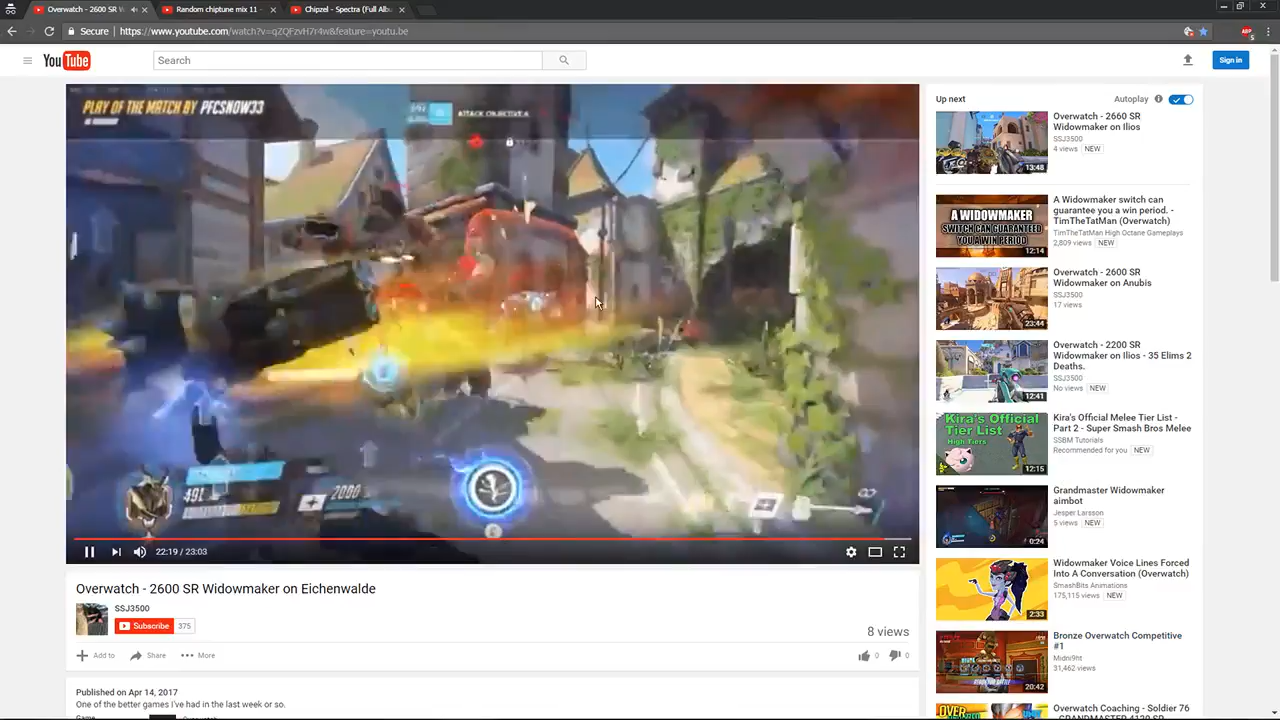 Overwatch - 2600 SR W
Random chiptune mix 11 -
Chipzel - Spectra (Full Albu
Secure
https://www.youtube.com/watch?v=qZQFzvH7r4w&feature=youtu.be
YouTube
Search
Sign in
PLAY OF THE MATCH BY PFCSNOW33
491
2000
22:19 / 23:03
Overwatch - 2600 SR Widowmaker on Eichenwalde
SSJ3500
Subscribe 375
8 views
Add to
Share
More
0
0
Published on Apr 14, 2017
One of the better games i've had in the last week or so.
Game
Up next
Autoplay
Overwatch - 2660 SR
Widowmaker on Ilios
SSJ3500
4 views NEW
13:48
A WIDOWMAKER
SWITCH CAN GUARANTEED
YOU A WIN PERIOD
12:14
A Widowmaker switch can
guarantee you a win period. -
TimTheTatMan (Overwatch)
TimTheTatMan High Octane Gameplays
2,809 views NEW
Overwatch - 2600 SR
Widowmaker on Anubis
SSJ3500
17 views
23:44
Overwatch - 2200 SR
Widowmaker on Ilios - 35 Elims 2
Deaths.
SSJ3500
No views NEW
12:41
Kira's Official
Tier List
High Tiers
12:15
Kira's Official Melee Tier List -
Part 2 - Super Smash Bros Melee
SSBM Tutorials
Recommended for you NEW
Grandmaster Widowmaker
aimbot
Jesper Larsson
5 views NEW
0:24
Widowmaker Voice Lines Forced
Into A Conversation (Overwatch)
SmashBits Animations
175,115 views NEW
2:33
Bronze Overwatch Competitive
#1
Midni9ht
31,462 views
20:42
Overwatch Coaching - Soldier 76